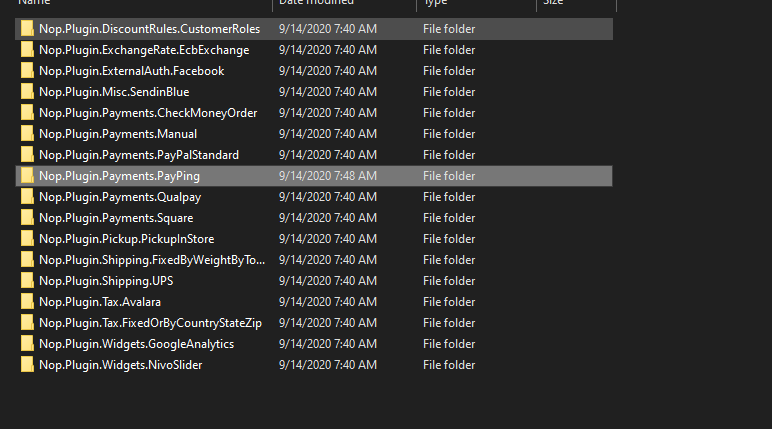 Name Date modified Type Size
Nop.Plugin.DiscountRules.CustomerRoles 9/14/2020 7:40 AM File folder
Nop.Plugin.ExchangeRate.EcbExchange 9/14/2020 7:40 AM File folder
Nop.Plugin.ExternalAuth.Facebook 9/14/2020 7:40 AM File folder
Nop.Plugin.Misc.SendinBlue 9/14/2020 7:40 AM File folder
Nop.Plugin.Payments.CheckMoneyOrder 9/14/2020 7:40 AM File folder
Nop.Plugin.Payments.Manual 9/14/2020 7:40 AM File folder
Nop.Plugin.Payments.PayPalStandard 9/14/2020 7:40 AM File folder
Nop.Plugin.Payments.PayPing 9/14/2020 7:48 AM File folder
Nop.Plugin.Payments.Qualpay 9/14/2020 7:40 AM File folder
Nop.Plugin.Payments.Square 9/14/2020 7:40 AM File folder
Nop.Plugin.Pickup.PickupInStore 9/14/2020 7:40 AM File folder
Nop.Plugin.Shipping.FixedByWeightByTo... 9/14/2020 7:40 AM File folder
Nop.Plugin.Shipping.UPS 9/14/2020 7:40 AM File folder
Nop.Plugin.Tax.Avalara 9/14/2020 7:40 AM File folder
Nop.Plugin.Tax.FixedOrByCountryStateZip 9/14/2020 7:40 AM File folder
Nop.Plugin.Widgets.GoogleAnalytics 9/14/2020 7:40 AM File folder
Nop.Plugin.Widgets.NivoSlider 9/14/2020 7:40 AM File folder